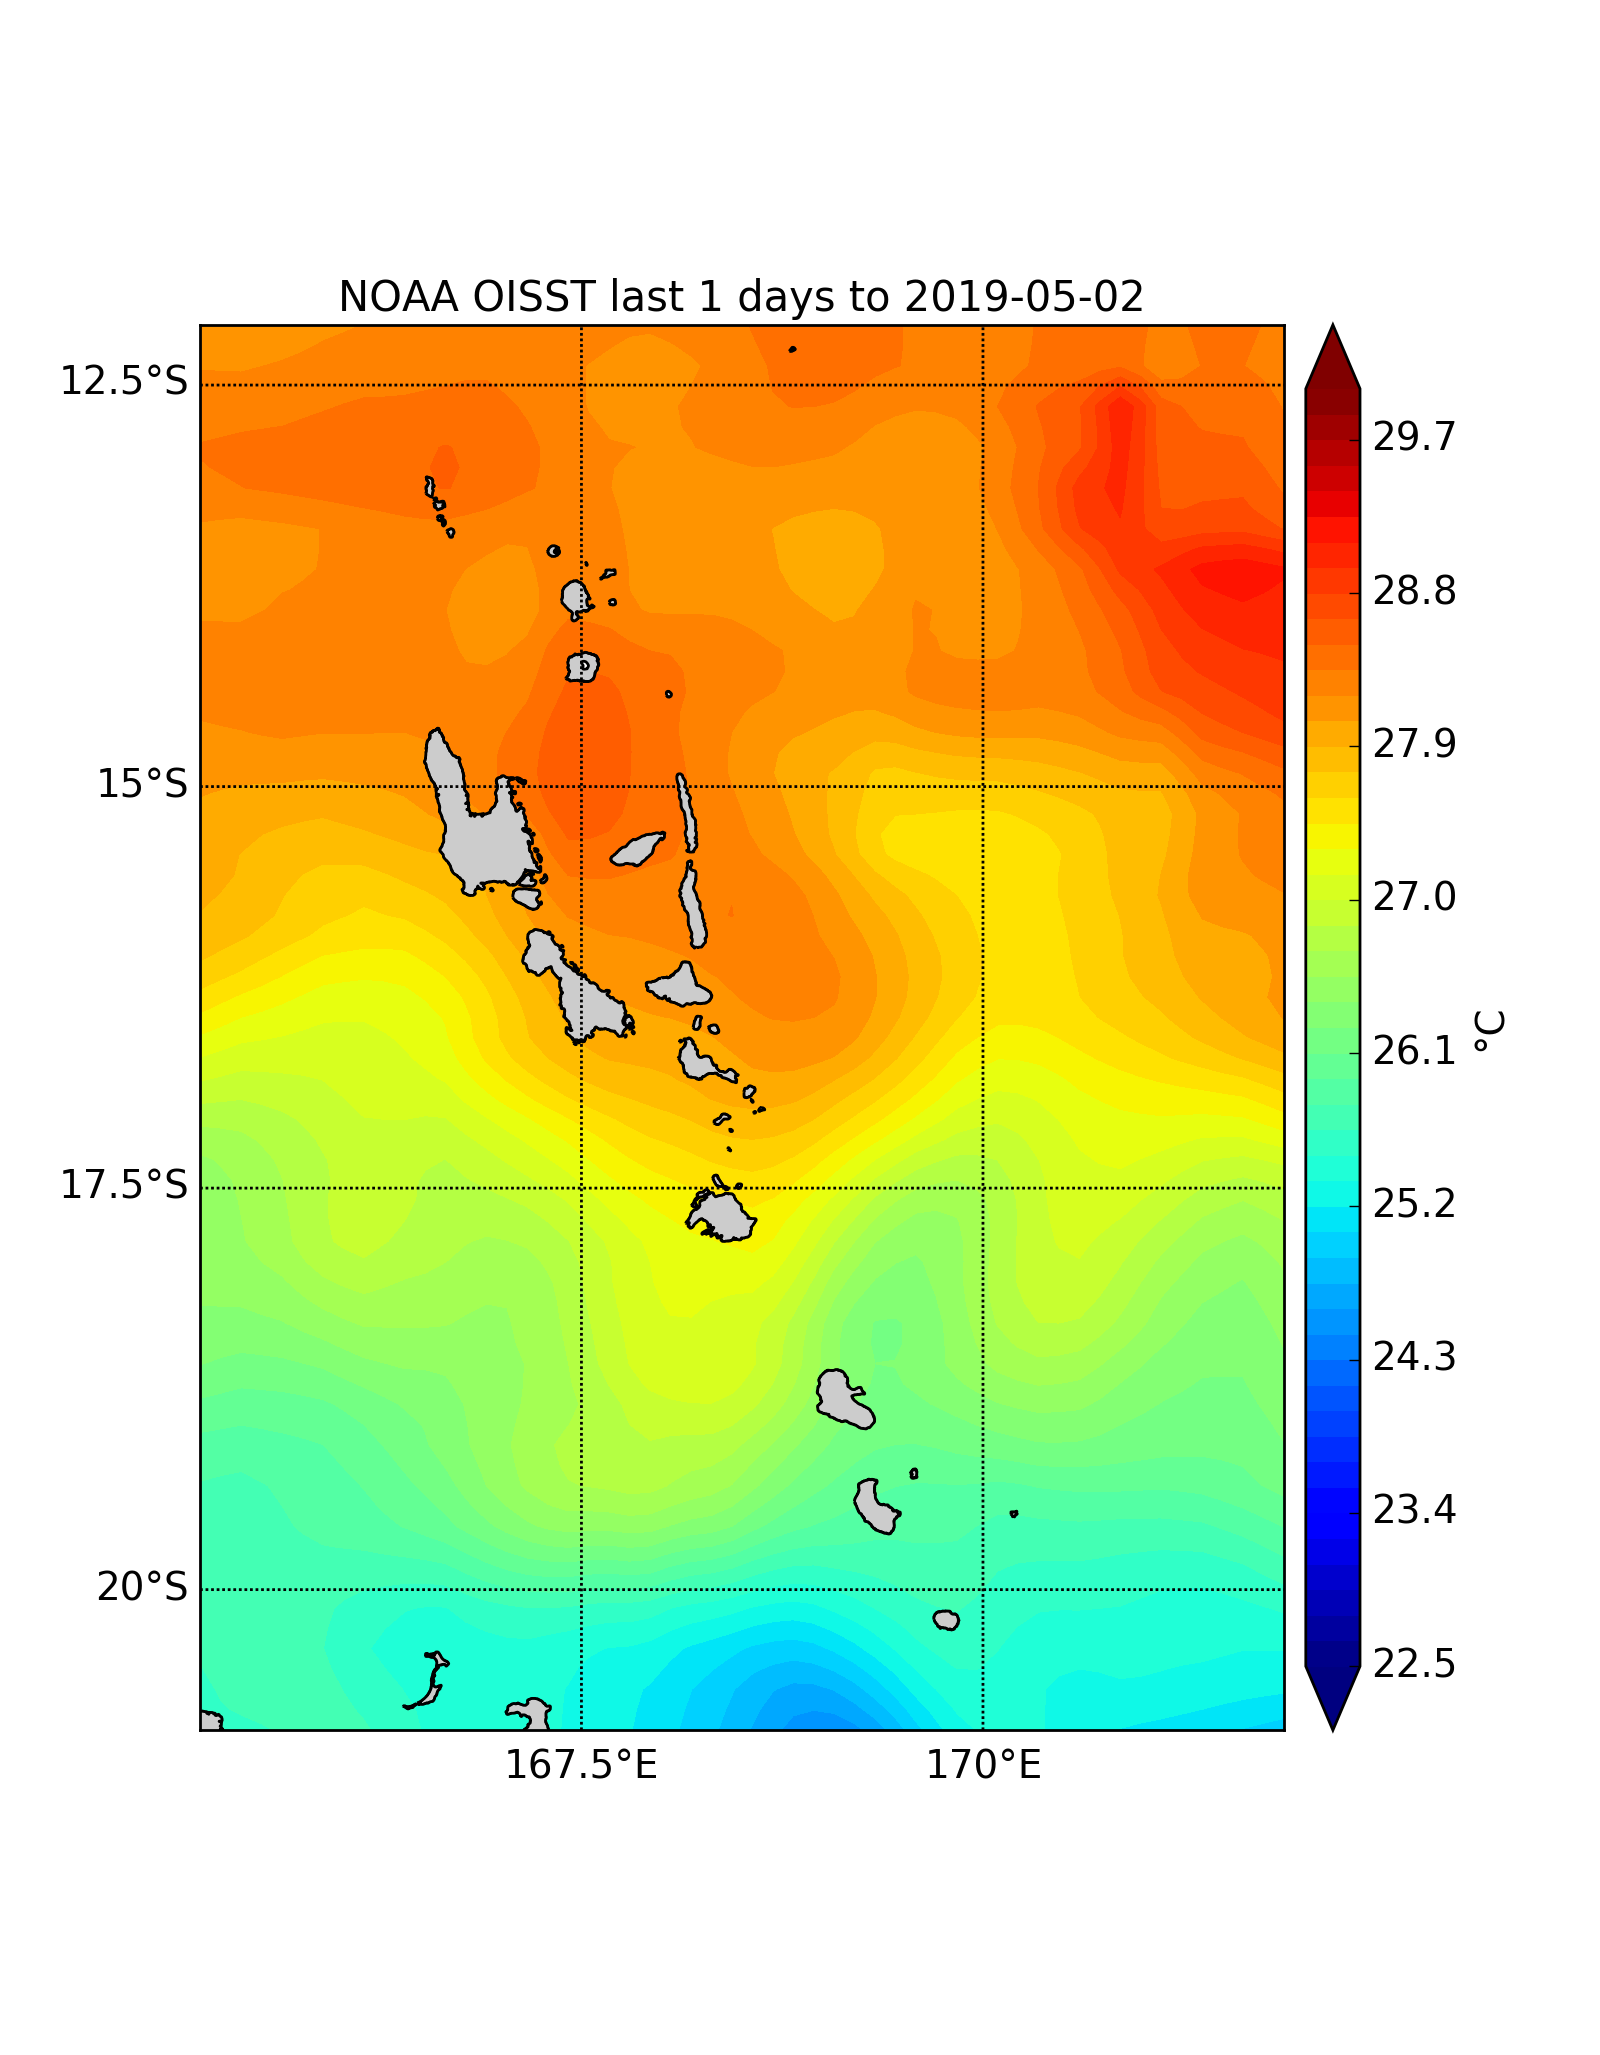 NOAA OISST last 1 days to 2019-05-02
12.5°S
15°S
17.5°S
20°S
167.5°E
170°E
29.7
28.8
27.9
27.0
26.1
25.2
24.3
23.4
22.5
°C